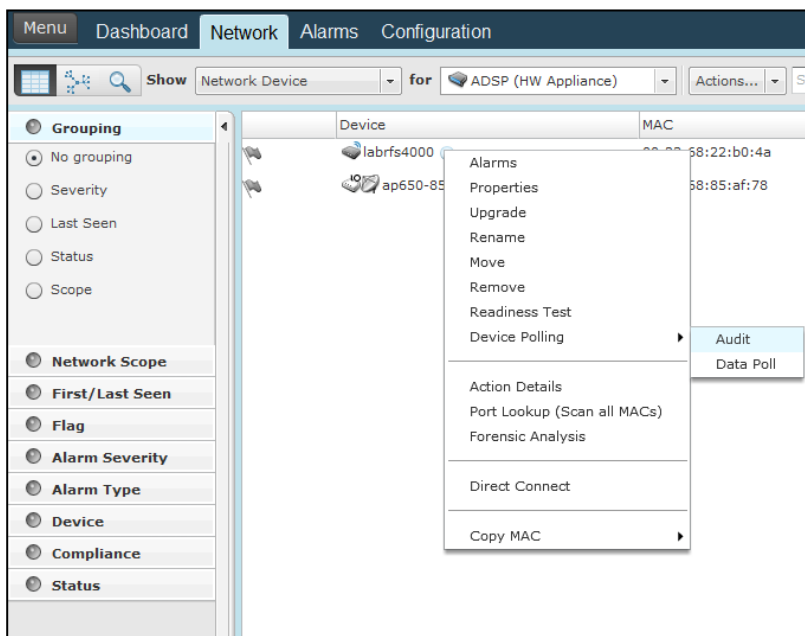 Menu Dashboard Network Alarms Configuration
Show Network Device for ADSP (HW Appliance) Actions...
Grouping
No grouping
Severity
Last Seen
Status
Scope
Network Scope
First/Last Seen
Flag
Alarm Severity
Alarm Type
Device
Compliance
Status
Device MAC
labrfs4000 68:22:b0:4a
ap650-85 68:85:af:78
Alarms
Properties
Upgrade
Rename
Move
Remove
Readiness Test
Device Polling
Audit
Data Poll
Action Details
Port Lookup (Scan all MACs)
Forensic Analysis
Direct Connect
Copy MAC